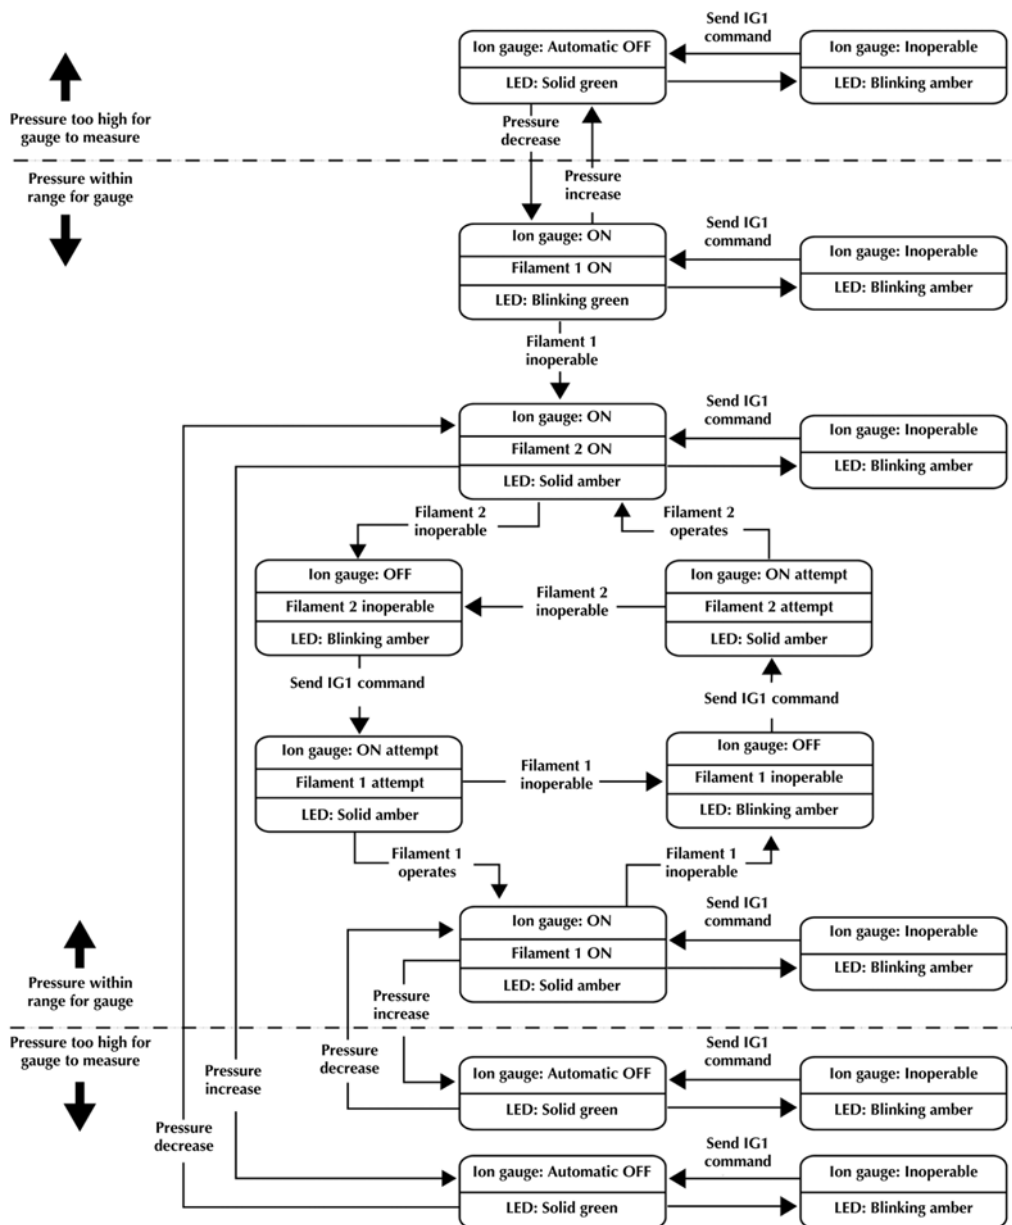 Send IG1
command
Ion gauge: Automatic OFF
Ion gauge: Inoperable
LED: Solid green
LED: Blinking amber
Pressure too high for
gauge to measure
Pressure
decrease
Pressure within
range for gauge
Pressure
increase
Send IG1
command
Ion gauge: ON
Ion gauge: Inoperable
Filament 1 ON
LED: Blinking green
LED: Blinking amber
Filament 1
inoperable
Send IG1
command
Ion gauge: ON
Ion gauge: Inoperable
Filament 2 ON
LED: Solid amber
LED: Blinking amber
Filament 2
inoperable
Filament 2
operates
Ion gauge: OFF
Filament 2 inoperable
LED: Blinking amber
Filament 2
inoperable
Ion gauge: ON attempt
Filament 2 attempt
LED: Solid amber
Send IG1 command
Send IG1 command
Ion gauge: ON attempt
Filament 1 attempt
LED: Solid amber
Filament 1
inoperable
Ion gauge: OFF
Filament 1 inoperable
LED: Blinking amber
Filament 1
operates
Filament 1
inoperable
Send IG1
command
Ion gauge: ON
Filament 1 ON
LED: Solid amber
Ion gauge: Inoperable
LED: Blinking amber
Pressure within
range for gauge
Pressure
increase
Pressure too high for
gauge to measure
Pressure
decrease
Send IG1
command
Pressure
increase
Ion gauge: Automatic OFF
LED: Solid green
Ion gauge: Inoperable
LED: Blinking amber
Pressure
decrease
Send IG1
command
Ion gauge: Automatic OFF
LED: Solid green
Ion gauge: Inoperable
LED: Blinking amber